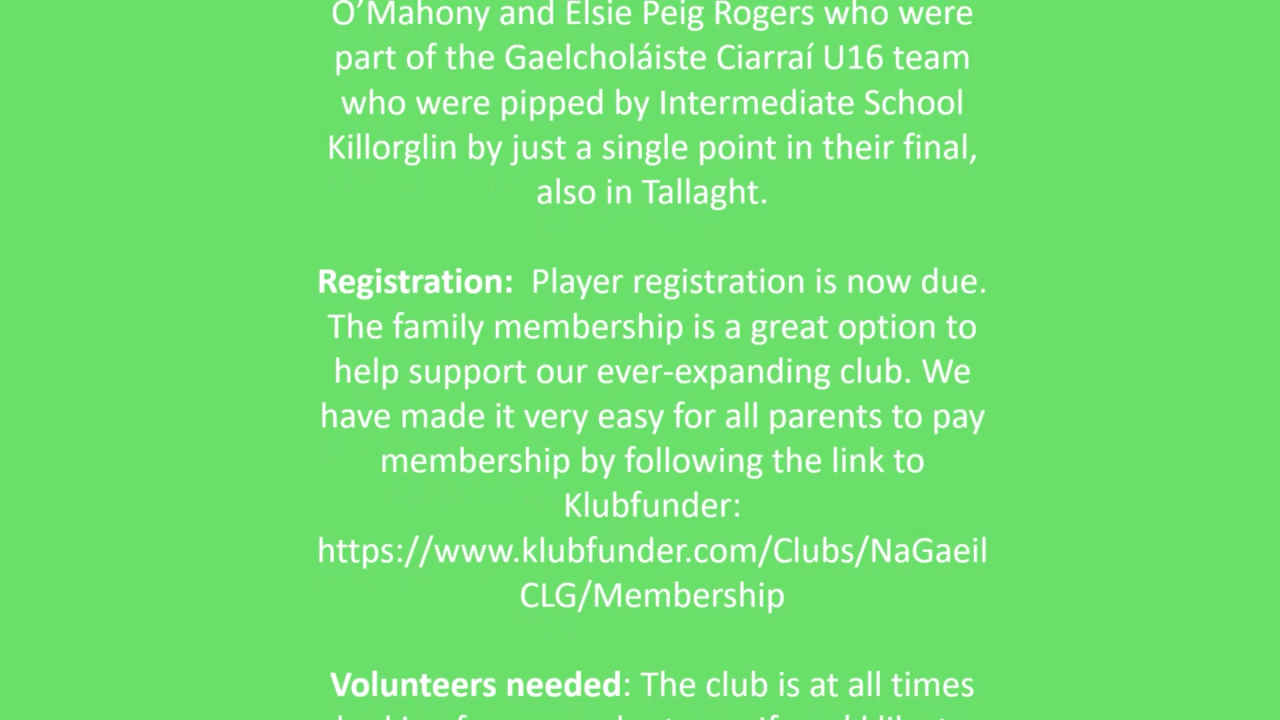 O’Mahony and Elsie Peig Rogers who were
part of the Gaelcholáiste Ciarraí U16 team
who were pipped by Intermediate School
Killorglin by just a single point in their final,
also in Tallaght.
Registration:  Player registration is now due.
The family membership is a great option to
help support our ever-expanding club. We
have made it very easy for all parents to pay
membership by following the link to
Klubfunder:
https://www.klubfunder.com/Clubs/NaGaeil
CLG/Membership
Volunteers needed: The club is at all times